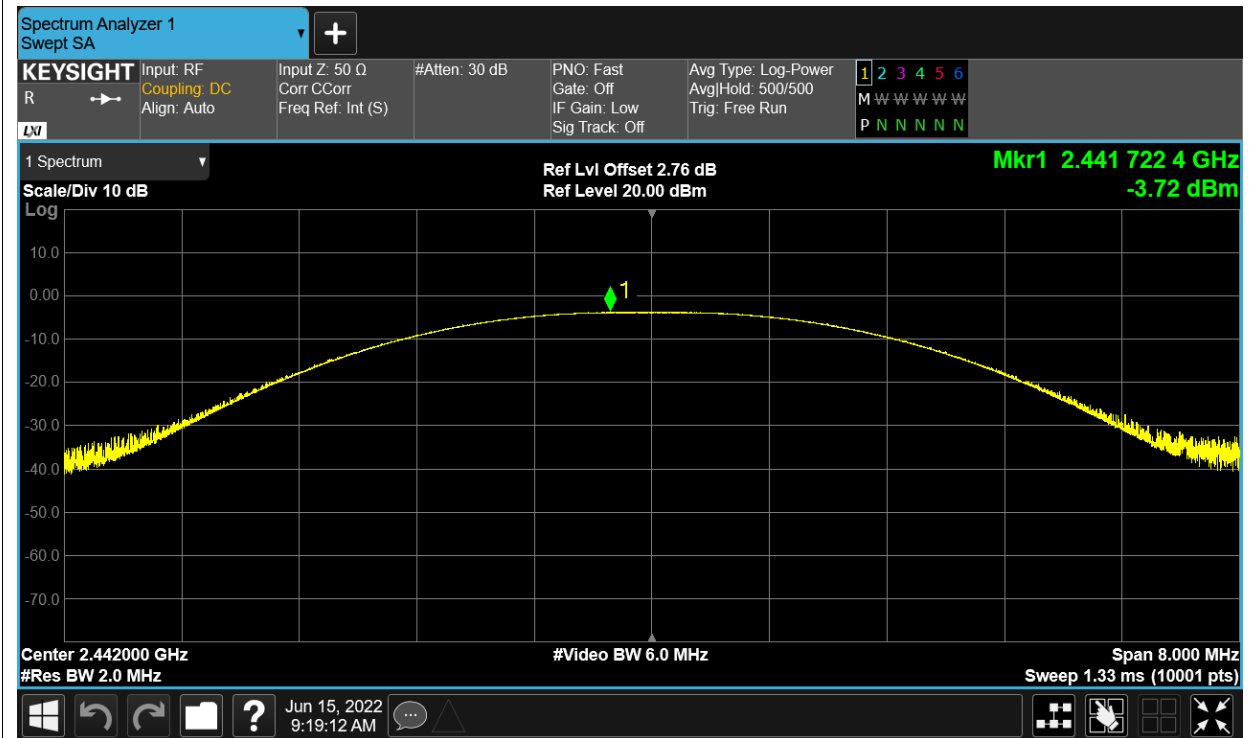 Spectrum Analyzer 1
Swept SA
▼
+
KEYSIGHT
R
LXI
Input: RF
Coupling: DC
Align: Auto
Input Z: 50 Ω
Corr CCorr
Freq Ref: Int (S)
#Atten: 30 dB
PNO: Fast
Gate: Off
IF Gain: Low
Sig Track: Off
Avg Type: Log-Power
Avg|Hold: 500/500
Trig: Free Run
1 2 3 4 5 6
M W W W W W
P N N N N N
1 Spectrum ▼
Scale/Div 10 dB
Log
Ref Lvl Offset 2.76 dB
Ref Level 20.00 dBm
Mkr1 2.441 722 4 GHz
-3.72 dBm
10.0
0.00
-10.0
-20.0
-30.0
-40.0
-50.0
-60.0
-70.0
1
Center 2.442000 GHz
#Res BW 2.0 MHz
#Video BW 6.0 MHz
Span 8.000 MHz
Sweep 1.33 ms (10001 pts)
?
Jun 15, 2022
9:19:12 AM